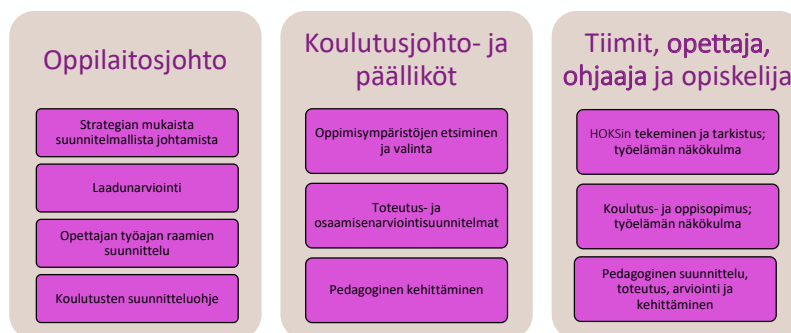 Oppilaitosjohto
Strategian mukaista
suunnitelmallista johtamista
Laadunarviointi
Opettajan työajan raamien
suunnittelu
Koulutusten suunnitteluohje
Koulutusjohto- ja
päälliköt
Oppimisympäristöjen etsiminen
ja valinta
Toteutus- ja
osaamisenarviointisuunnitelmat
Pedagoginen kehittäminen
Tiimit, opettaja,
ohjaaja ja opiskelija
HOKSin tekeminen ja tarkistus;
työelämän näkökulma
Koulutus- ja oppisopimus;
työelämän näkökulma
Pedagoginen suunnittelu,
toteutus, arviointi ja
kehittäminen